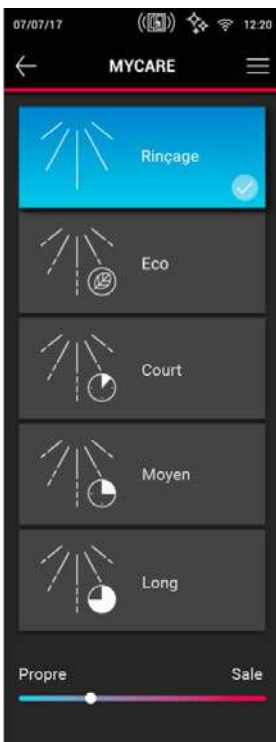 07/07/17 12:20
MYCARE
Rinçage
Eco
Court
Moyen
Long
Propre Sale